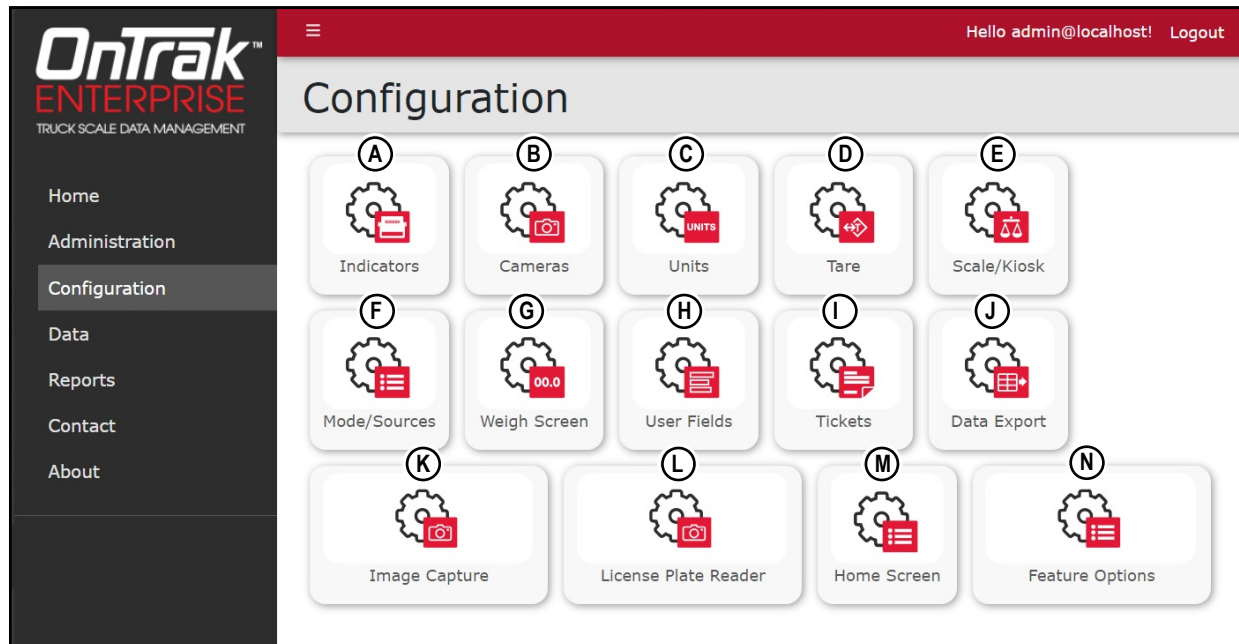 OnTrak™
ENTERPRISE
TRUCK SCALE DATA MANAGEMENT
Home
Administration
Configuration
Data
Reports
Contact
About
Hello admin@localhost! Logout
Configuration
A B C D E
UNITS
Indicators Cameras Units Tare Scale/Kiosk
F G H I J
00.0
Mode/Sources Weigh Screen User Fields Tickets Data Export
K L M N
Image Capture License Plate Reader Home Screen Feature Options